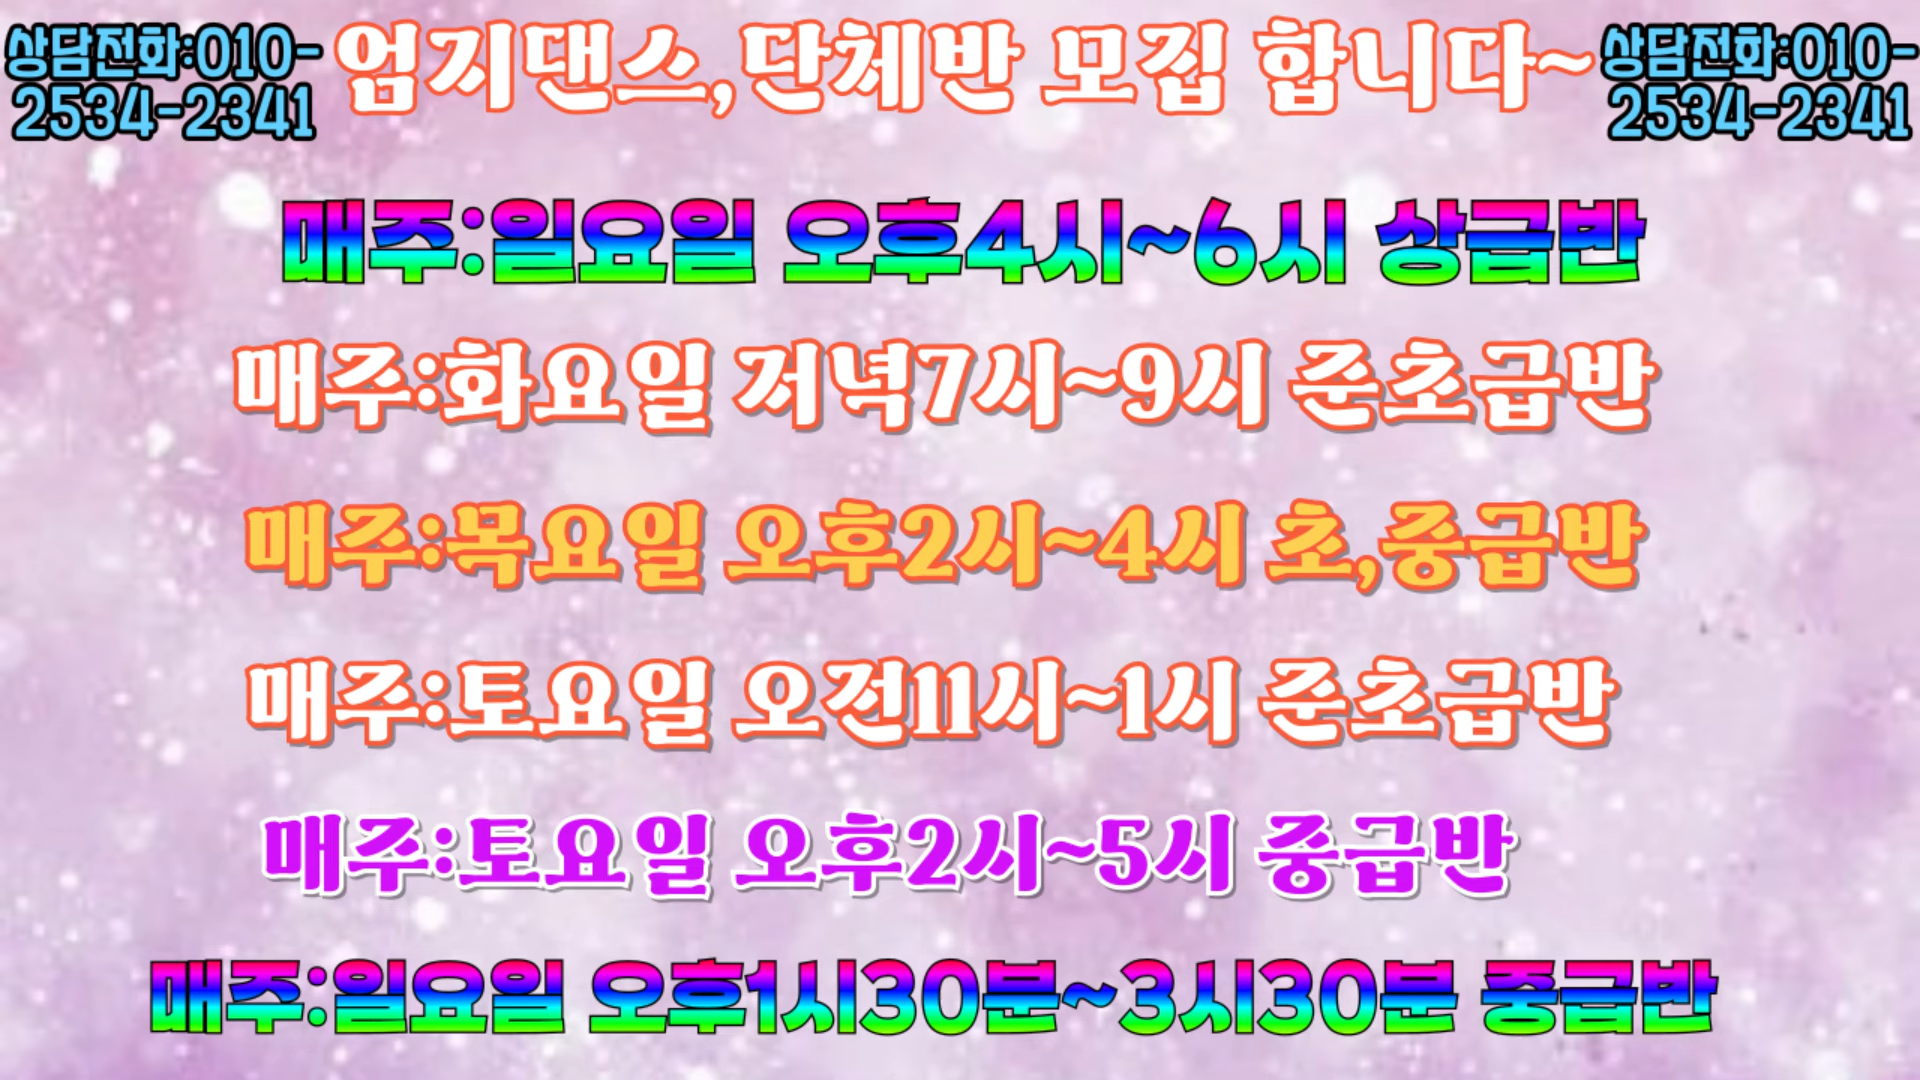 상담전화:010-
2534-2341
엄지댄스,단체반 모집 합니다~
상담전화:010-
2534-2341
매주:일요일 오후4시~6시 상급반
매주:화요일 저녁7시~9시 준초급반
매주:목요일 오후2시~4시 초,중급반
매주:토요일 오전11시~1시 준초급반
매주:토요일 오후2시~5시 중급반
매주:일요일 오후1시30분~3시30분 중급반